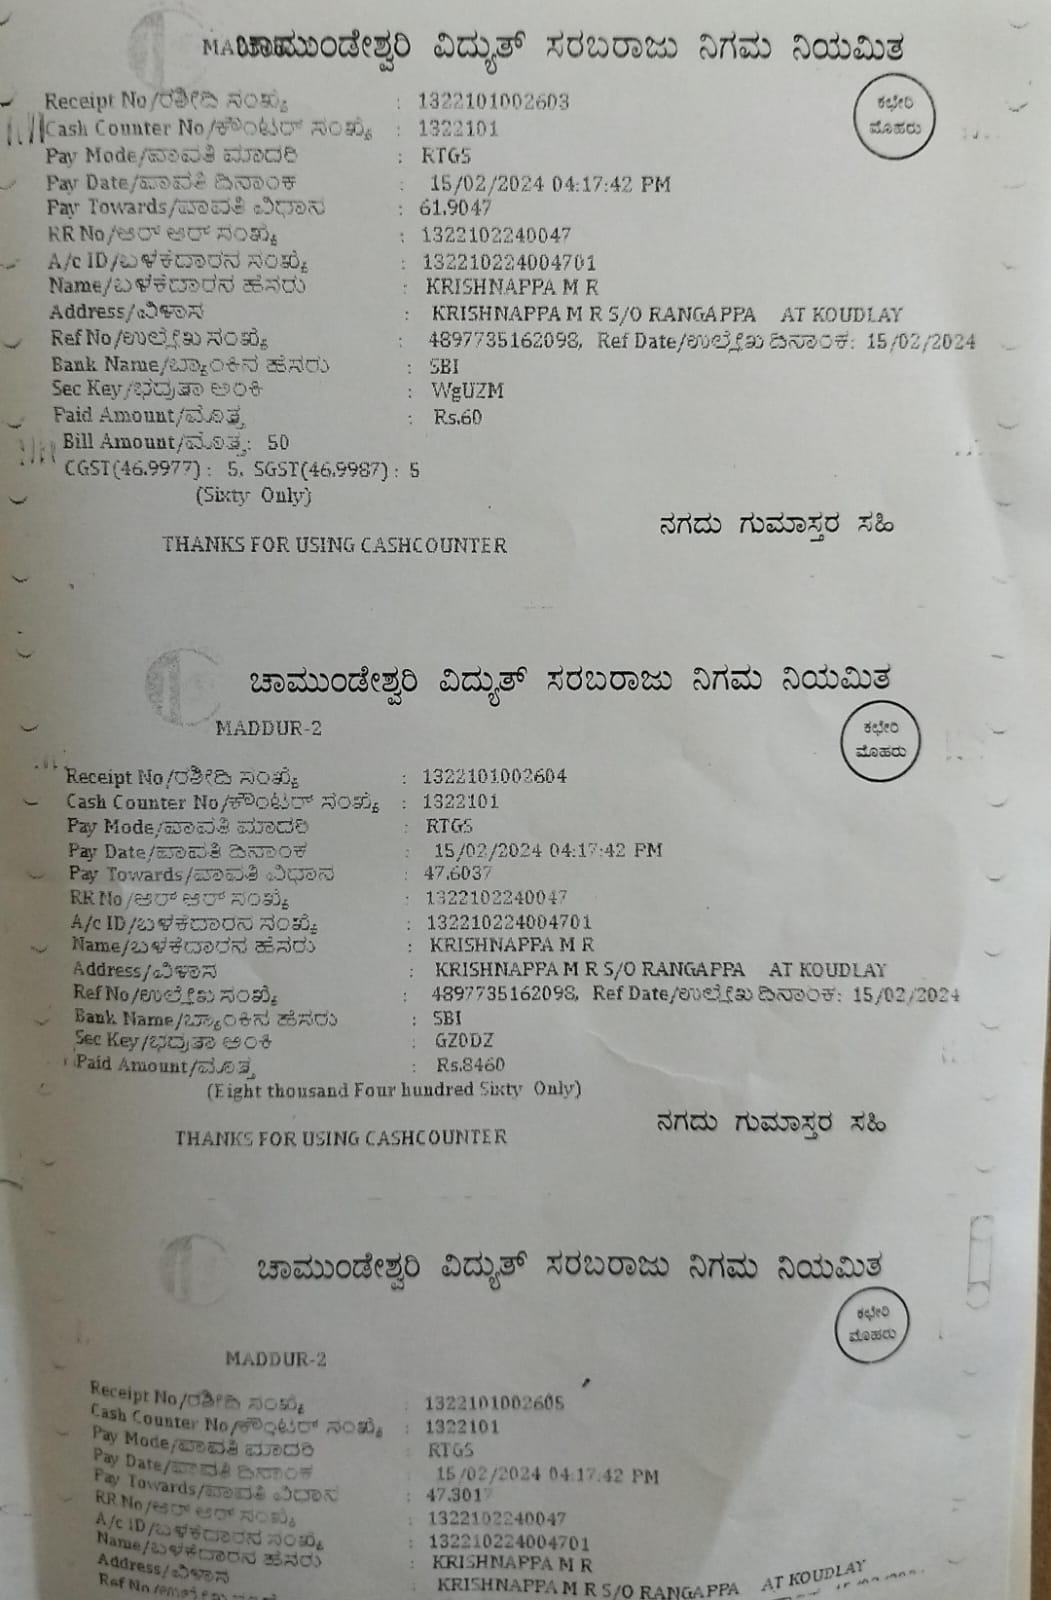 ಚಾಮುಂಡೇಶ್ವರಿ ವಿದ್ಯುತ್ ಸರಬರಾಜು ನಿಗಮ ನಿಯಮಿತ
ಕಛೇರಿ
ಮೊಹರು
Receipt No/ರಶೀದಿ ಸಂಖ್ಯೆ : 1322101002603
Cash Counter No/ಕೌಂಟರ್ ಸಂಖ್ಯೆ : 1322101
Pay Mode/ಪಾವತಿ ಮಾದರಿ : RTGS
Pay Date/ಪಾವತಿ ದಿನಾಂಕ : 15/02/2024 04:17:42 PM
Pay Towards/ಪಾವತಿ ವಿಧಾನ : 61.9047
RR No/ಆರ್ ಆರ್ ಸಂಖ್ಯೆ : 1322102240047
A/c ID/ಬಳಕೆದಾರನ ಸಂಖ್ಯೆ : 132210224004701
Name/ಬಳಕೆದಾರನ ಹೆಸರು : KRISHNAPPA M R
Address/ವಿಳಾಸ : KRISHNAPPA M R S/O RANGAPPA AT KOUDLAY
Ref No/ಉಲ್ಲೇಖ ಸಂಖ್ಯೆ : 4897735162098, Ref Date/ಉಲ್ಲೇಖ ದಿನಾಂಕ: 15/02/2024
Bank Name/ಬ್ಯಾಂಕಿನ ಹೆಸರು : SBI
Sec Key/ಭದ್ರತಾ ಅಂಕಿ : WgUZM
Paid Amount/ಮೊತ್ತ : Rs.60
Bill Amount/ಮೊತ್ತ: 50
CGST(46.9977) : 5, SGST(46.9987) : 5
(Sixty Only)
ನಗದು ಗುಮಾಸ್ತರ ಸಹಿ
THANKS FOR USING CASHCOUNTER
ಚಾಮುಂಡೇಶ್ವರಿ ವಿದ್ಯುತ್ ಸರಬರಾಜು ನಿಗಮ ನಿಯಮಿತ
MADDUR-2
ಕಛೇರಿ
ಮೊಹರು
Receipt No/ರಶೀದಿ ಸಂಖ್ಯೆ : 1322101002604
Cash Counter No/ಕೌಂಟರ್ ಸಂಖ್ಯೆ : 1322101
Pay Mode/ಪಾವತಿ ಮಾದರಿ : RTGS
Pay Date/ಪಾವತಿ ದಿನಾಂಕ : 15/02/2024 04:17:42 PM
Pay Towards/ಪಾವತಿ ವಿಧಾನ : 47.6037
RR No/ಆರ್ ಆರ್ ಸಂಖ್ಯೆ : 1322102240047
A/c ID/ಬಳಕೆದಾರನ ಸಂಖ್ಯೆ : 132210224004701
Name/ಬಳಕೆದಾರನ ಹೆಸರು : KRISHNAPPA M R
Address/ವಿಳಾಸ : KRISHNAPPA M R S/O RANGAPPA AT KOUDLAY
Ref No/ಉಲ್ಲೇಖ ಸಂಖ್ಯೆ : 4897735162098, Ref Date/ಉಲ್ಲೇಖ ದಿನಾಂಕ: 15/02/2024
Bank Name/ಬ್ಯಾಂಕಿನ ಹೆಸರು : SBI
Sec Key/ಭದ್ರತಾ ಅಂಕಿ : GZ0DZ
Paid Amount/ಮೊತ್ತ : Rs.8460
(Eight thousand Four hundred Sixty Only)
ನಗದು ಗುಮಾಸ್ತರ ಸಹಿ
THANKS FOR USING CASHCOUNTER
ಚಾಮುಂಡೇಶ್ವರಿ ವಿದ್ಯುತ್ ಸರಬರಾಜು ನಿಗಮ ನಿಯಮಿತ
ಕಛೇರಿ
ಮೊಹರು
MADDUR-2
Receipt No/ರಶೀದಿ ಸಂಖ್ಯೆ : 1322101002605
Cash Counter No/ಕೌಂಟರ್ ಸಂಖ್ಯೆ : 1322101
Pay Mode/ಪಾವತಿ ಮಾದರಿ : RTGS
Pay Date/ಪಾವತಿ ದಿನಾಂಕ : 15/02/2024 04:17:42 PM
Pay Towards/ಪಾವತಿ ವಿಧಾನ : 47.3017
RR No/ಆರ್ ಆರ್ ಸಂಖ್ಯೆ : 1322102240047
A/c ID/ಬಳಕೆದಾರನ ಸಂಖ್ಯೆ : 132210224004701
Name/ಬಳಕೆದಾರನ ಹೆಸರು : KRISHNAPPA M R
Address/ವಿಳಾಸ : KRISHNAPPA M R S/O RANGAPPA AT KOUDLAY
Ref No